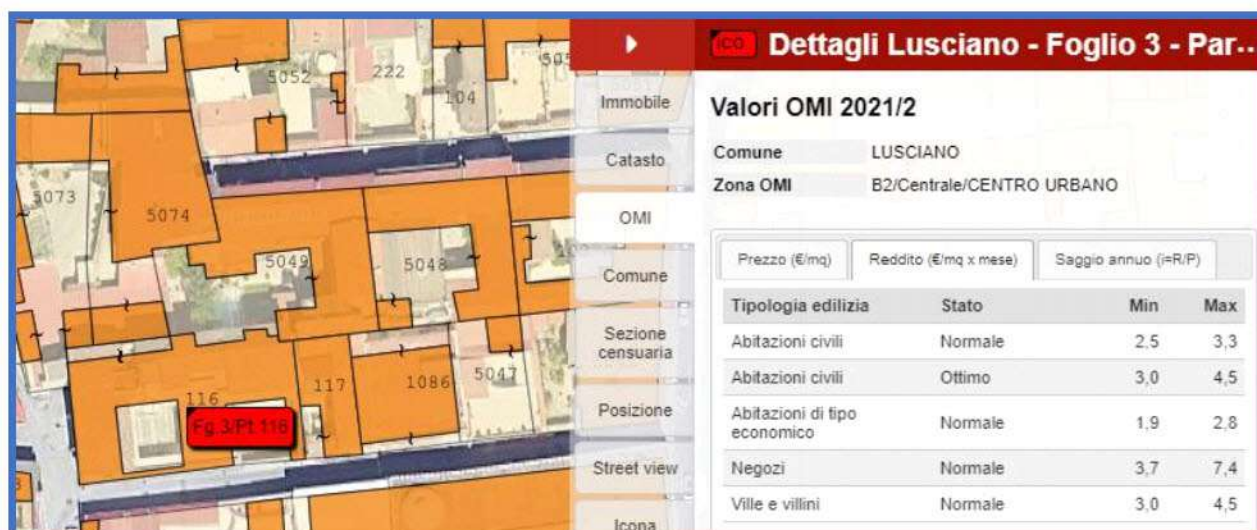 5052
222
104
5073
5074
5049
5048
116
117
1086
5047
Fg.3/Pt.116
Immobile
Catasto
OMI
Comune
Sezione
censuaria
Posizione
Street view
Icona
ICO
Dettagli Lusciano - Foglio 3 - Par..
Valori OMI 2021/2
Comune LUSCIANO
Zona OMI B2/Centrale/CENTRO URBANO
Prezzo (€/mq) Reddito (€/mq x mese) Saggio annuo (i=R/P)
Tipologia edilizia Stato Min Max
Abitazioni civili Normale 2,5 3,3
Abitazioni civili Ottimo 3,0 4,5
Abitazioni di tipo
economico Normale 1,9 2,8
Negozi Normale 3,7 7,4
Ville e villini Normale 3,0 4,5